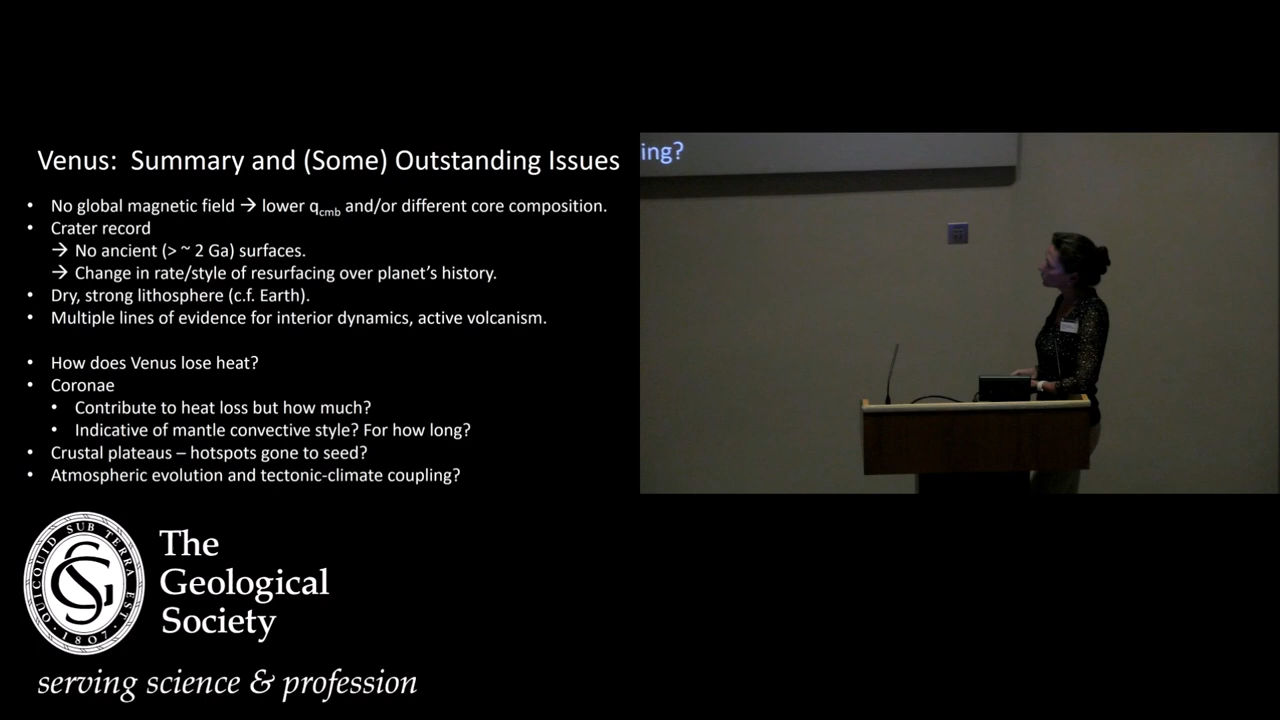 Venus:  Summary and (Some) Outstanding Issues
• No global magnetic field → lower qcmb and/or different core composition.
• Crater record
→ No ancient (> ~ 2 Ga) surfaces.
→ Change in rate/style of resurfacing over planet's history.
• Dry, strong lithosphere (c.f. Earth).
• Multiple lines of evidence for interior dynamics, active volcanism.
• How does Venus lose heat?
• Coronae
• Contribute to heat loss but how much?
• Indicative of mantle convective style? For how long?
• Crustal plateaus – hotspots gone to seed?
• Atmospheric evolution and tectonic-climate coupling?
ing?
QUICQUID SUB TERRA EST
· 1807 ·
GS
The
Geological
Society
serving science & profession